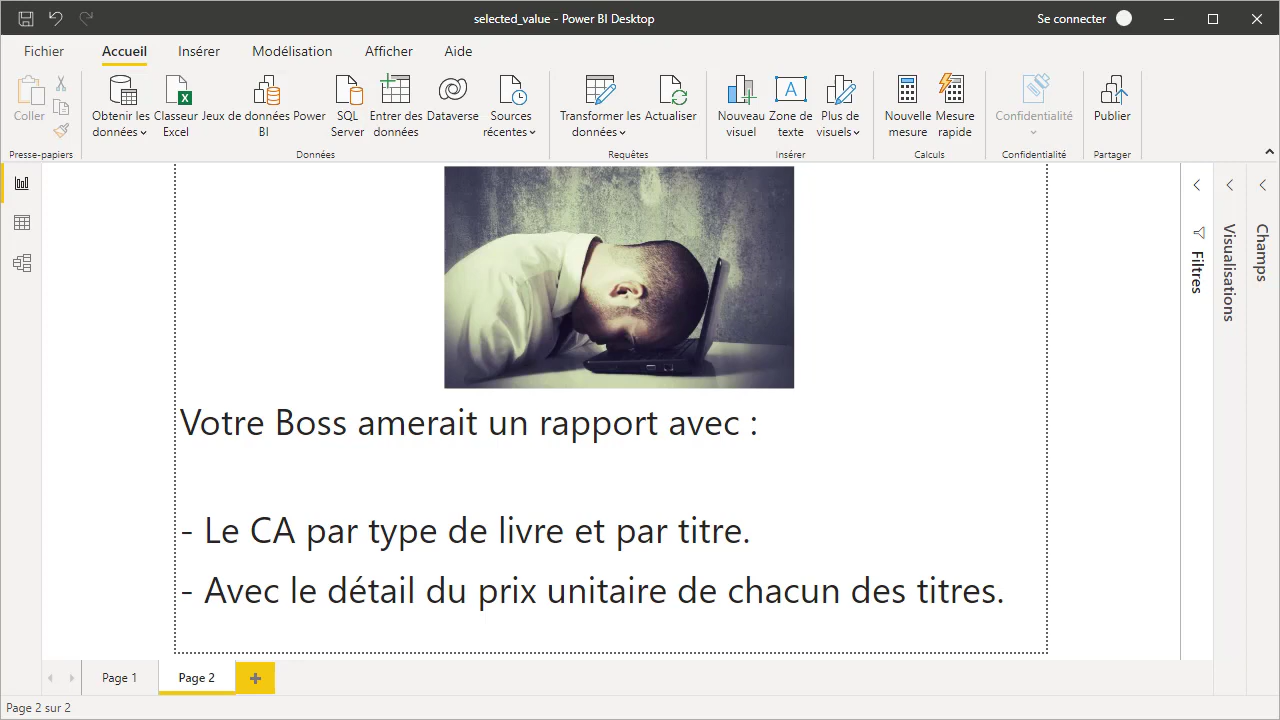 selected_value - Power BI Desktop
Se connecter
Fichier Accueil Insérer Modélisation Afficher Aide
Coller
Obtenir les données
Classeur Excel
Jeux de données Power BI
SQL Server
Entrer des données
Dataverse
Sources récentes
Transformer les données
Actualiser
Nouveau visuel
Zone de texte
Plus de visuels
Nouvelle mesure
Mesure rapide
Confidentialité
Publier
Presse-papiers
Données
Requêtes
Insérer
Calculs
Confidentialité
Partager
A
Votre Boss amerait un rapport avec :
- Le CA par type de livre et par titre.
- Avec le détail du prix unitaire de chacun des titres.
Filtres
Visualisations
Champs
Page 1
Page 2
Page 2 sur 2